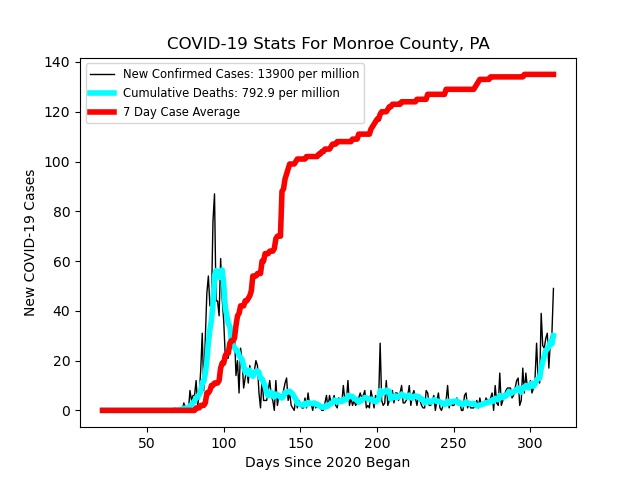 COVID-19 Stats For Monroe County, PA
New Confirmed Cases: 13900 per million
Cumulative Deaths: 792.9 per million
7 Day Case Average
140
120
100
80
60
40
20
0
New COVID-19 Cases
50 100 150 200 250 300
Days Since 2020 Began